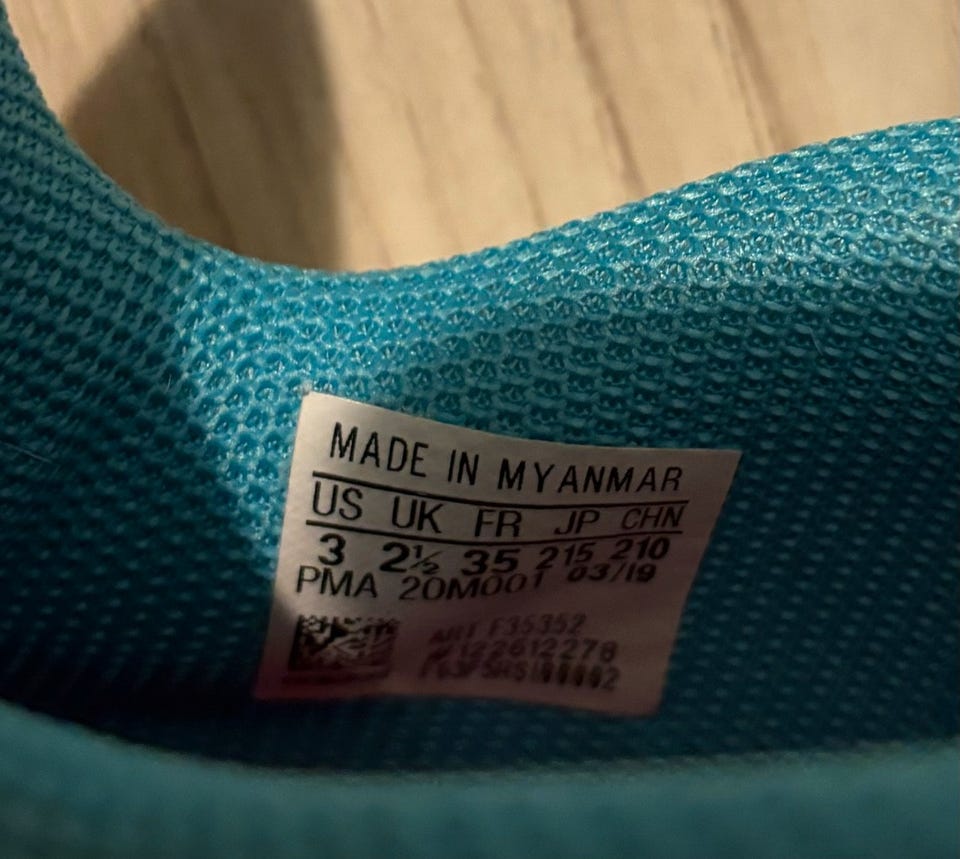 MADE IN MYANMAR
US UK FR JP CHN
3 2½ 35 215 210
PMA 20M001 03/19
ART F35352